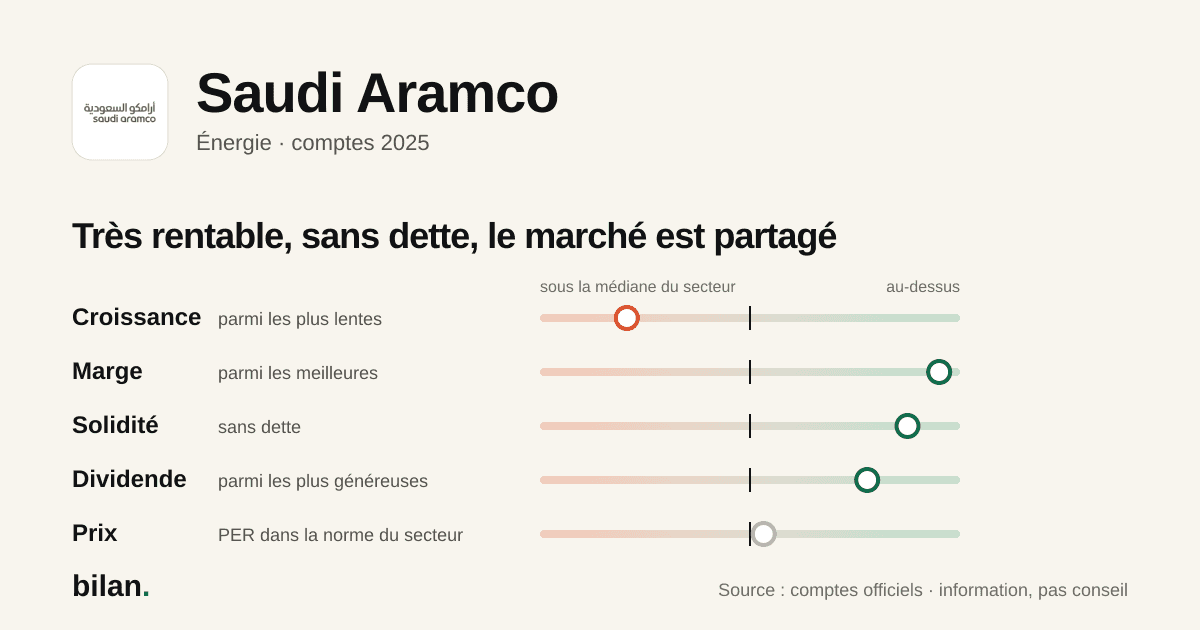 أرامكو السعودية
saudi aramco
Saudi Aramco
Énergie · comptes 2025
Très rentable, sans dette, le marché est partagé
sous la médiane du secteur au-dessus
Croissance parmi les plus lentes
Marge parmi les meilleures
Solidité sans dette
Dividende parmi les plus généreuses
Prix PER dans la norme du secteur
bilan.
Source : comptes officiels · information, pas conseil